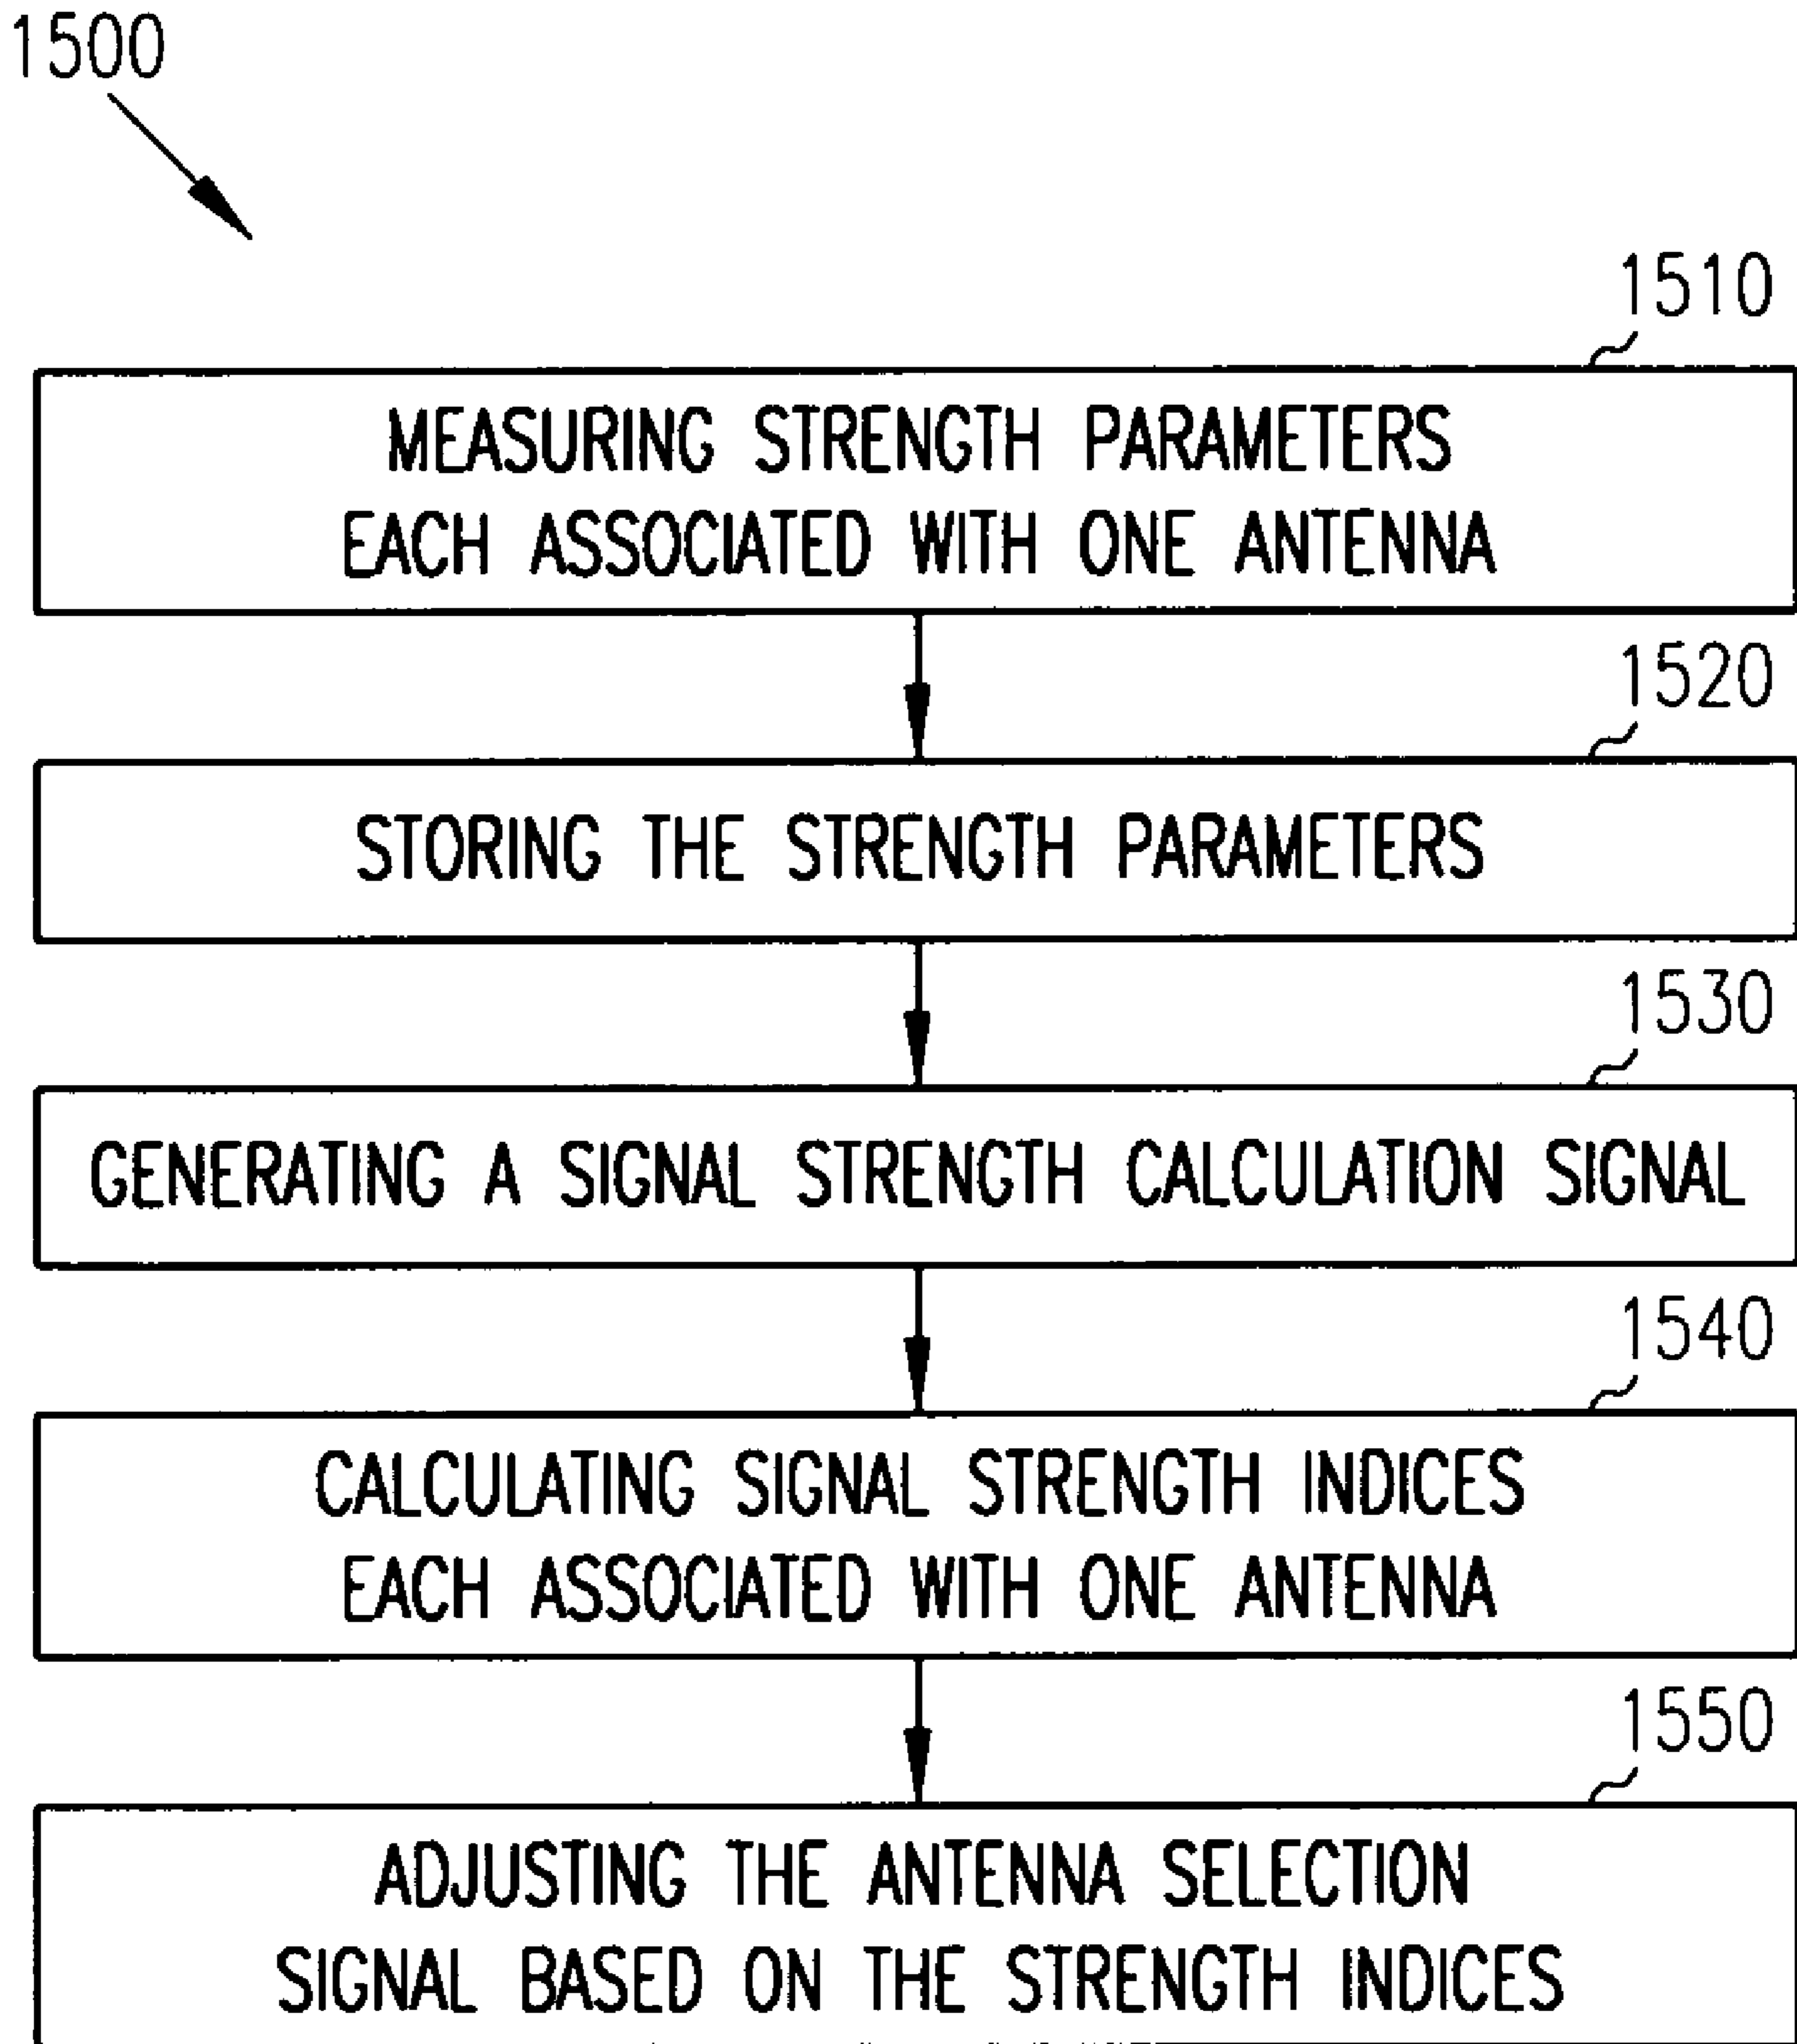 1500
1510
MEASURING STRENGTH PARAMETERS
EACH ASSOCIATED WITH ONE ANTENNA
1520
STORING THE STRENGTH PARAMETERS
1530
GENERATING A SIGNAL STRENGTH CALCULATION SIGNAL
1540
CALCULATING SIGNAL STRENGTH INDICES
EACH ASSOCIATED WITH ONE ANTENNA
1550
ADJUSTING THE ANTENNA SELECTION
SIGNAL BASED ON THE STRENGTH INDICES